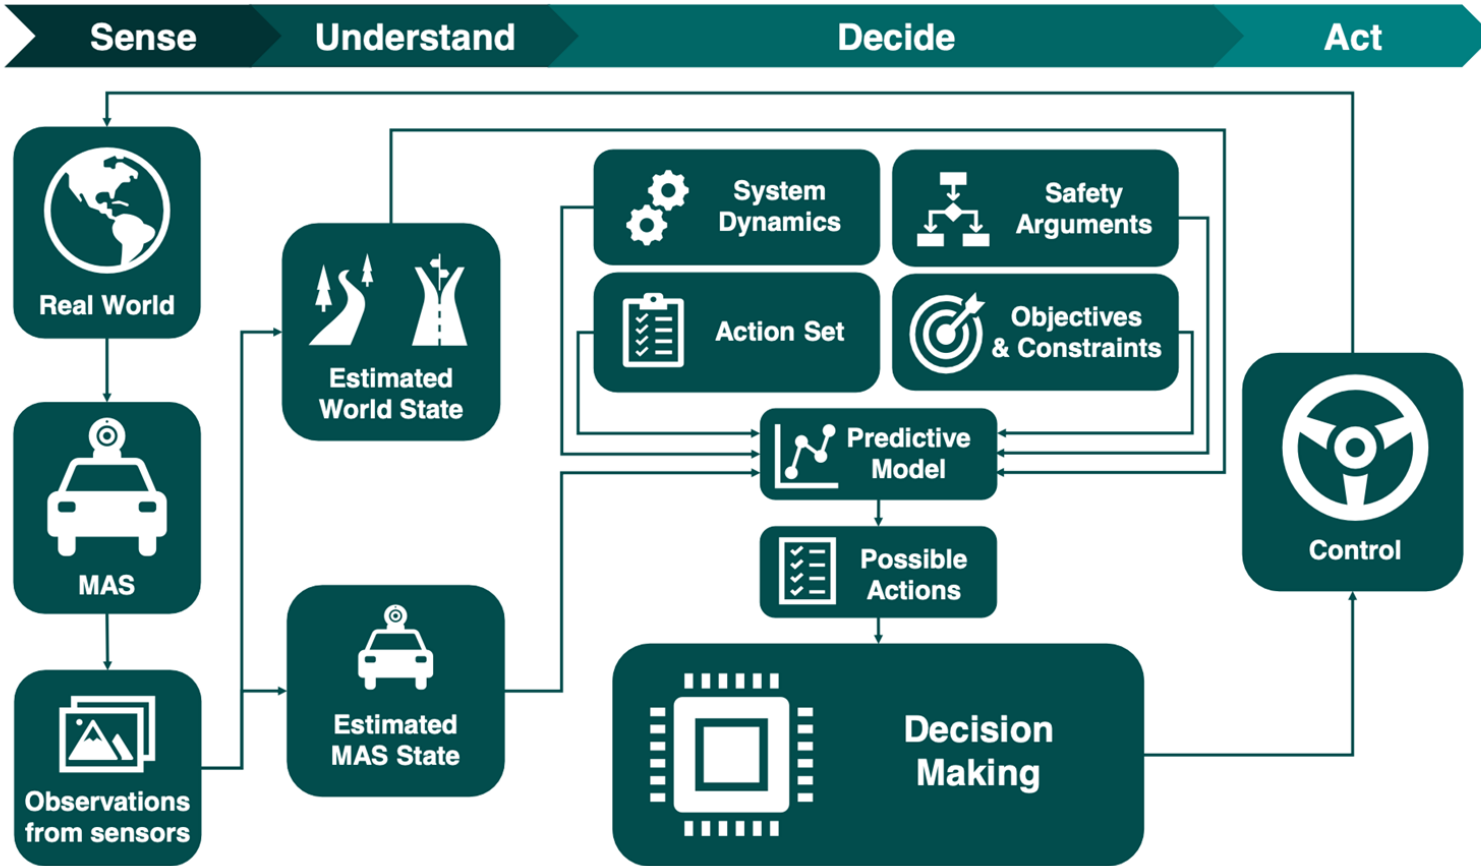 Sense
Understand
Decide
Act
Real World
MAS
Observations
from sensors
Estimated
World State
Estimated
MAS State
System
Dynamics
Safety
Arguments
Action Set
Objectives
& Constraints
Predictive
Model
Possible
Actions
Decision
Making
Control